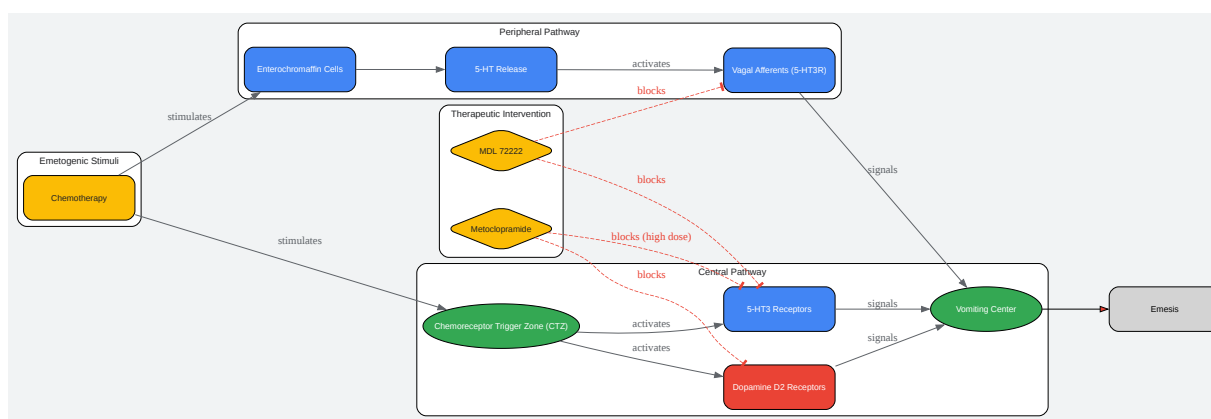 Peripheral Pathway
Enterochromaffin Cells
5-HT Release
activates
Vagal Afferents (5-HT3R)
blocks
stimulates
Therapeutic Intervention
MDL 72222
Emetogenic Stimuli
Chemotherapy
blocks
signals
Metoclopramide
blocks (high dose)
stimulates
blocks
Central Pathway
Chemoreceptor Trigger Zone (CTZ)
activates
5-HT3 Receptors
signals
Vomiting Center
Emesis
activates
signals
Dopamine D2 Receptors